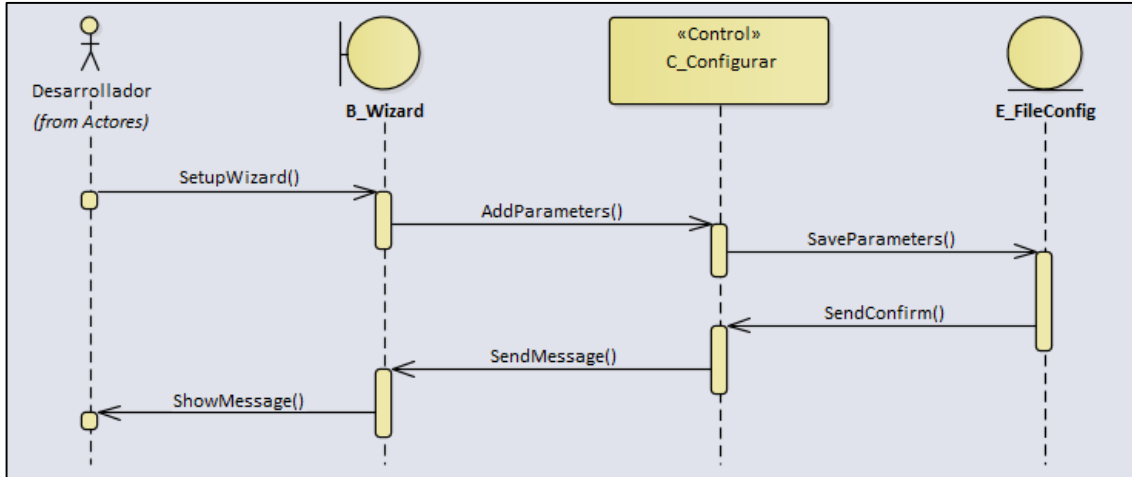 «Control»
C_Configurar
Desarrollador
(from Actores)
B_Wizard
E_FileConfig
SetupWizard()
AddParameters()
SaveParameters()
SendConfirm()
SendMessage()
ShowMessage()